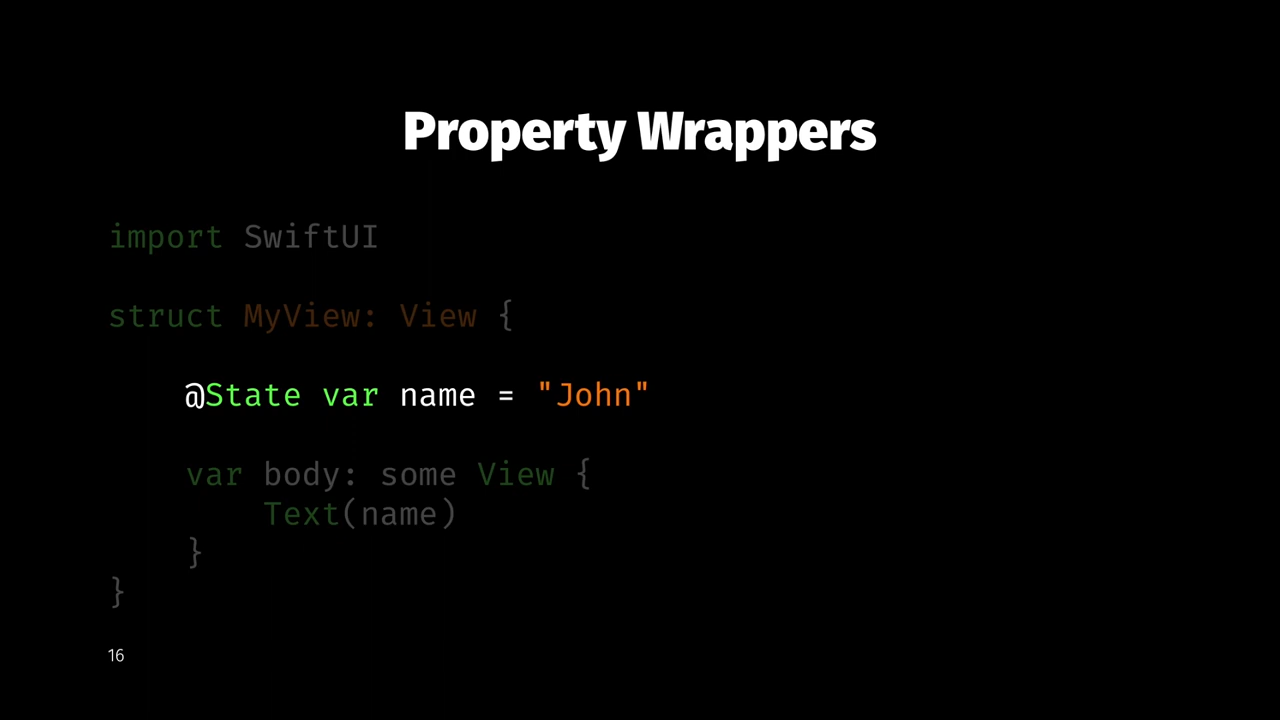 Property Wrappers
import SwiftUI
struct MyView: View {
    @State var name = "John"
    var body: some View {
        Text(name)
    }
}
16